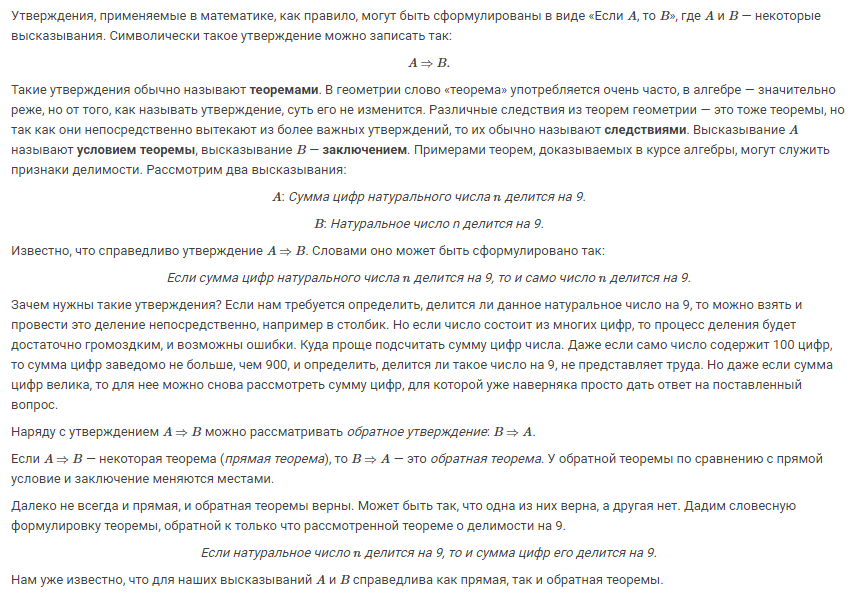 Утверждения, применяемые в математике, как правило, могут быть сформулированы в виде «Если A, то B», где A и B — некоторые
высказывания. Символически такое утверждение можно записать так:
A ⇒ B.
Такие утверждения обычно называют теоремами. В геометрии слово «теорема» употребляется очень часто, в алгебре — значительно
реже, но от того, как называть утверждение, суть его не изменится. Различные следствия из теорем геометрии — это тоже теоремы, но
так как они непосредственно вытекают из более важных утверждений, то их обычно называют следствиями. Высказывание A
называют условием теоремы, высказывание B — заключением. Примерами теорем, доказываемых в курсе алгебры, могут служить
признаки делимости. Рассмотрим два высказывания:
A: Сумма цифр натурального числа n делится на 9.
B: Натуральное число n делится на 9.
Известно, что справедливо утверждение A ⇒ B. Словами оно может быть сформулировано так:
Если сумма цифр натурального числа n делится на 9, то и само число n делится на 9.
Зачем нужны такие утверждения? Если нам требуется определить, делится ли данное натуральное число на 9, то можно взять и
провести это деление непосредственно, например в столбик. Но если число состоит из многих цифр, то процесс деления будет
достаточно громоздким, и возможны ошибки. Куда проще подсчитать сумму цифр числа. Даже если само число содержит 100 цифр,
то сумма цифр заведомо не больше, чем 900, и определить, делится ли такое число на 9, не представляет труда. Но даже если сумма
цифр велика, то для нее можно снова рассмотреть сумму цифр, для которой уже наверняка просто дать ответ на поставленный
вопрос.
Наряду с утверждением A ⇒ B можно рассматривать обратное утверждение: B ⇒ A.
Если A ⇒ B — некоторая теорема (прямая теорема), то B ⇒ A — это обратная теорема. У обратной теоремы по сравнению с прямой
условие и заключение меняются местами.
Далеко не всегда и прямая, и обратная теоремы верны. Может быть так, что одна из них верна, а другая нет. Дадим словесную
формулировку теоремы, обратной к только что рассмотренной теореме о делимости на 9.
Если натуральное число n делится на 9, то и сумма цифр его делится на 9.
Нам уже известно, что для наших высказываний A и B справедлива как прямая, так и обратная теоремы.